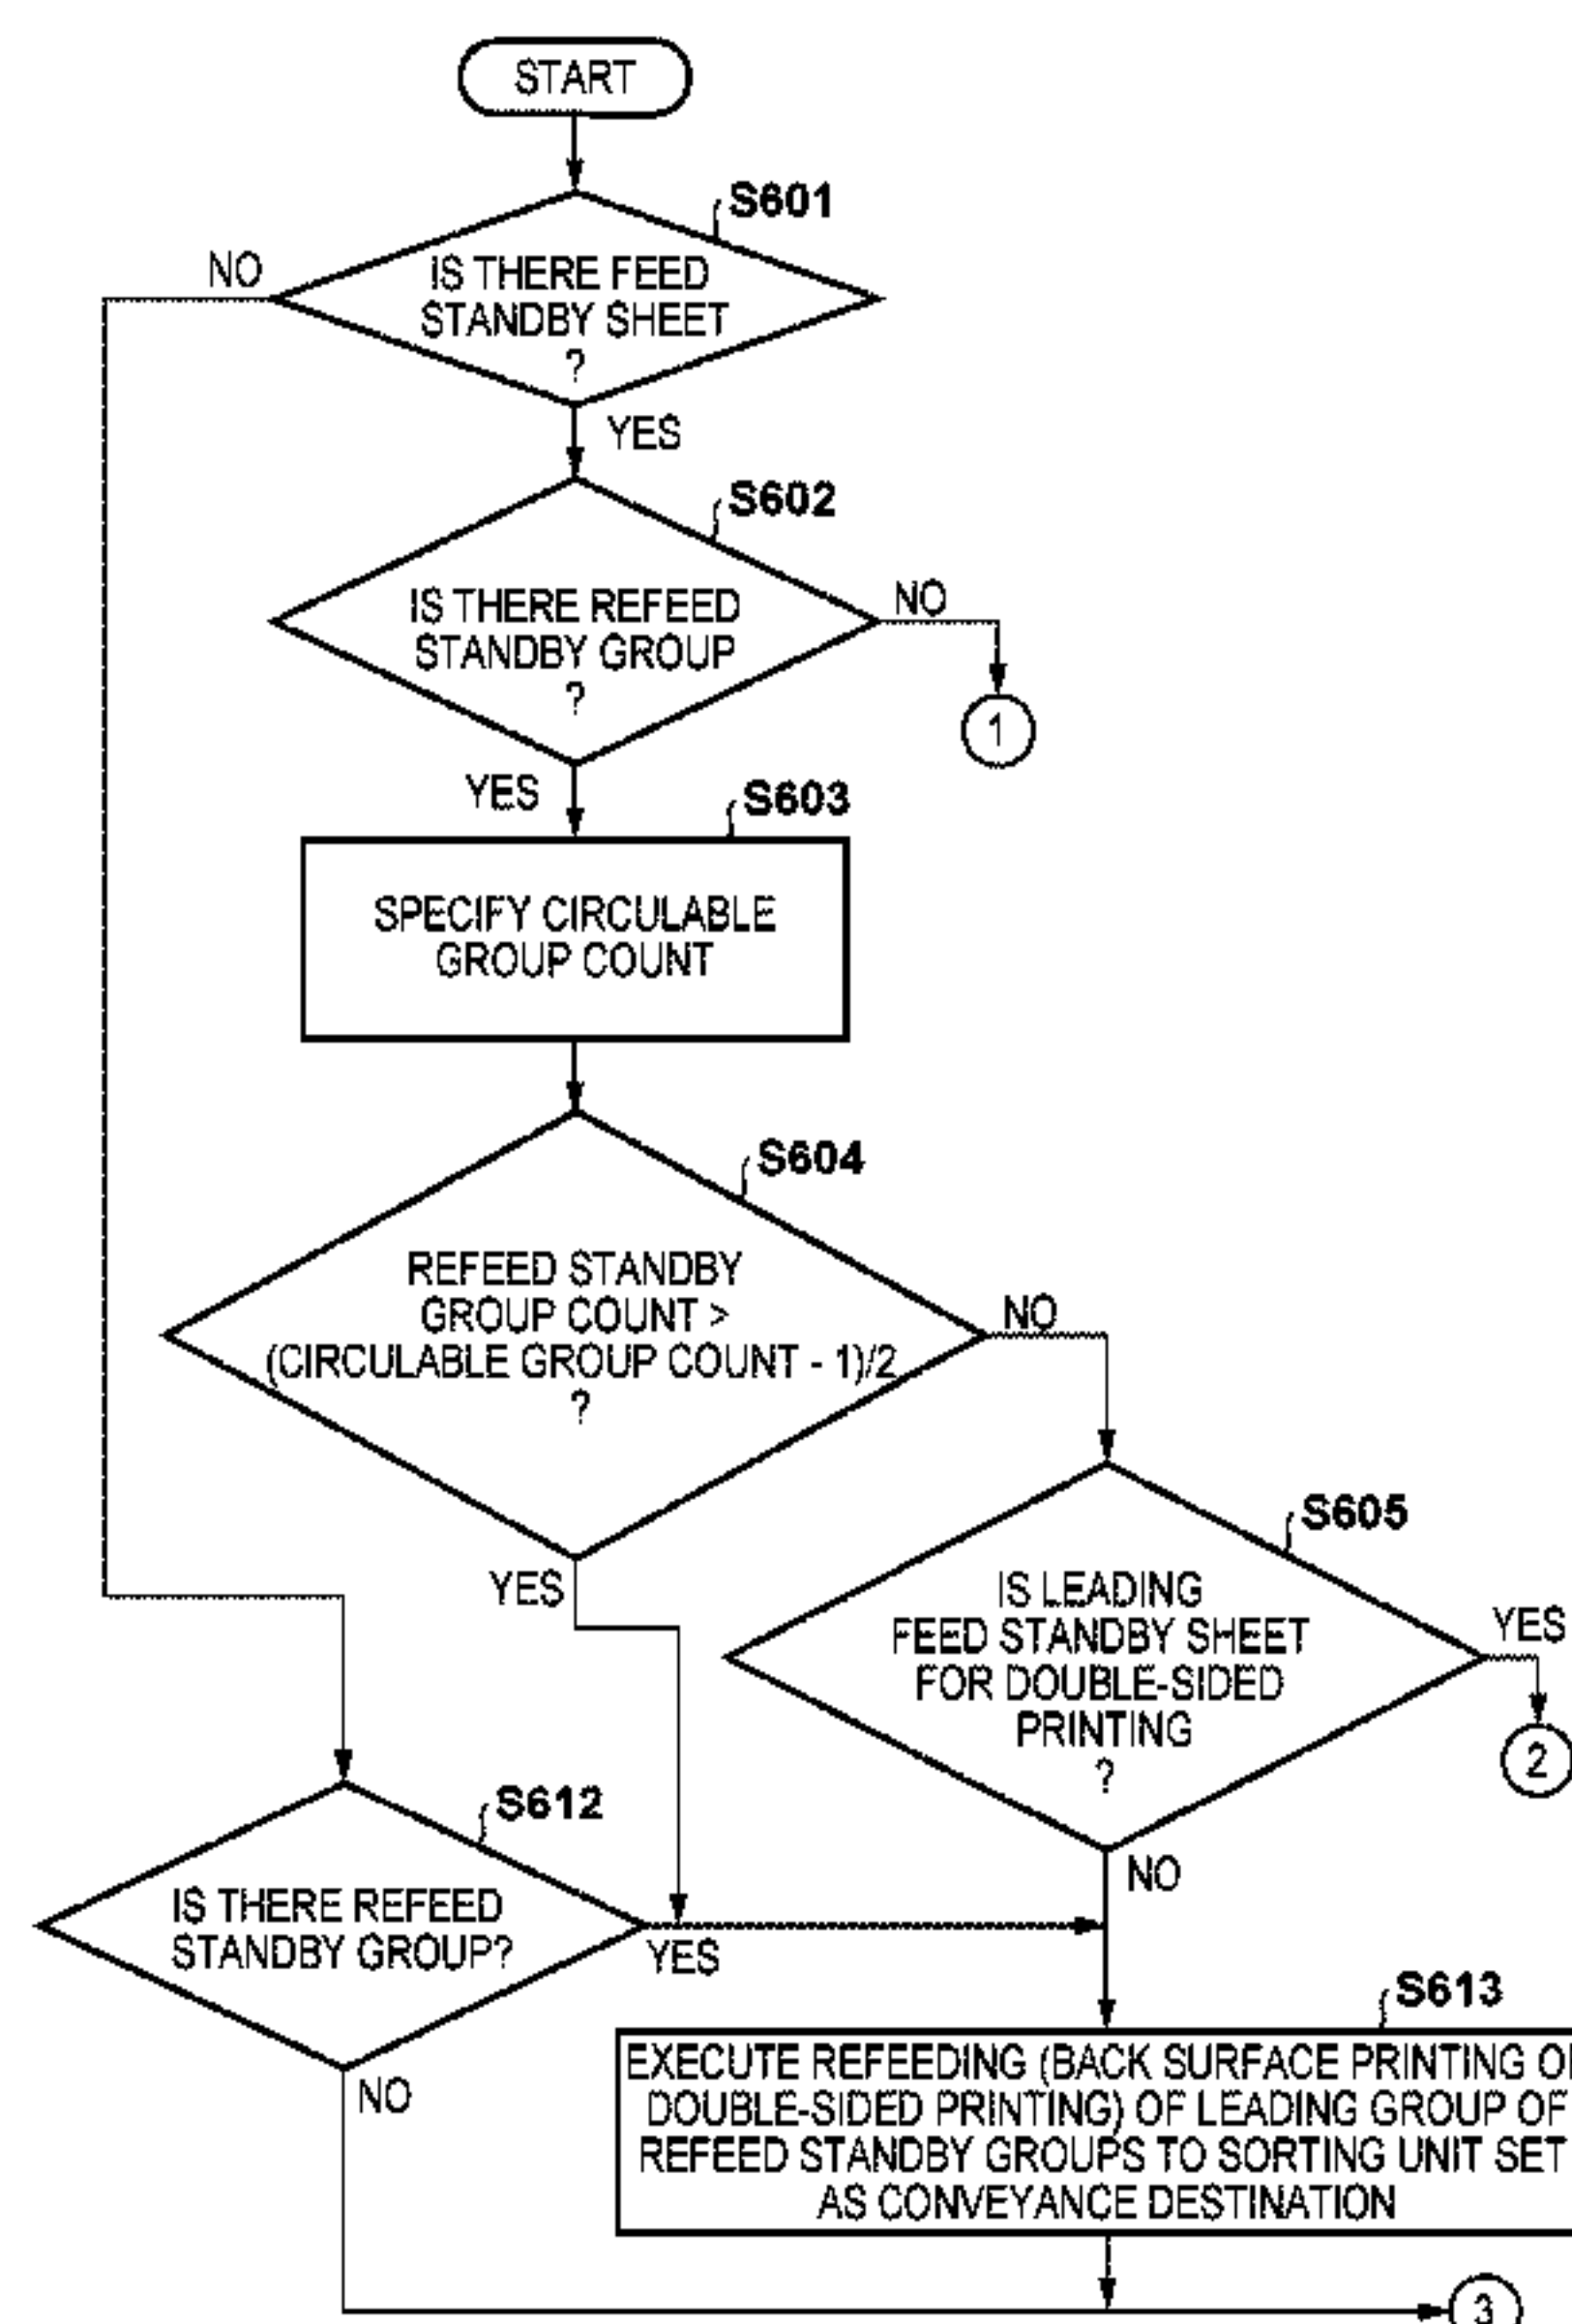 START
S601
NO
IS THERE FEED
STANDBY SHEET
?
YES
S602
NO
IS THERE REFEED
STANDBY GROUP
?
1
YES
S603
SPECIFY CIRCULABLE
GROUP COUNT
S604
REFEED STANDBY
GROUP COUNT >
(CIRCULABLE GROUP COUNT - 1)/2
?
NO
YES
S605
IS LEADING
FEED STANDBY SHEET
FOR DOUBLE-SIDED
PRINTING
?
YES
2
NO
S612
IS THERE REFEED
STANDBY GROUP?
YES
NO
S613
EXECUTE REFEEDING (BACK SURFACE PRINTING
DOUBLE-SIDED PRINTING) OF LEADING GROUP OF
REFEED STANDBY GROUPS TO SORTING UNIT SET
AS CONVEYANCE DESTINATION
3